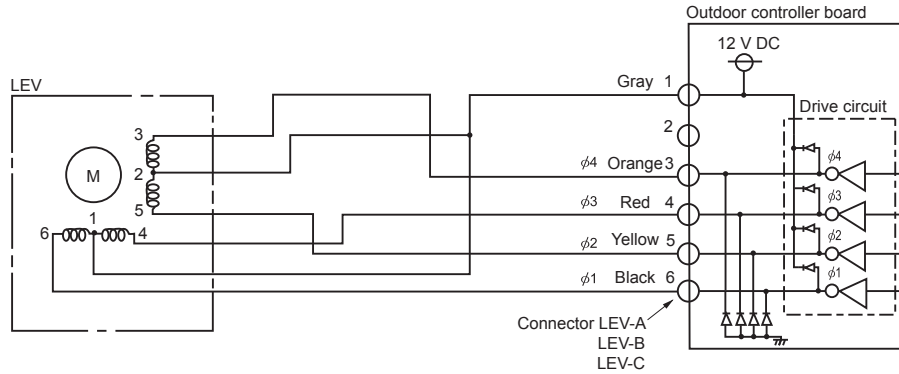 Outdoor controller board
12 V DC
LEV
Gray 1
Drive circuit
2
3
M
2
ϕ4 Orange 3
ϕ4
5
ϕ3 Red 4
ϕ3
6 1 4
ϕ2 Yellow 5
ϕ2
ϕ1 Black 6
ϕ1
Connector LEV-A
LEV-B
LEV-C